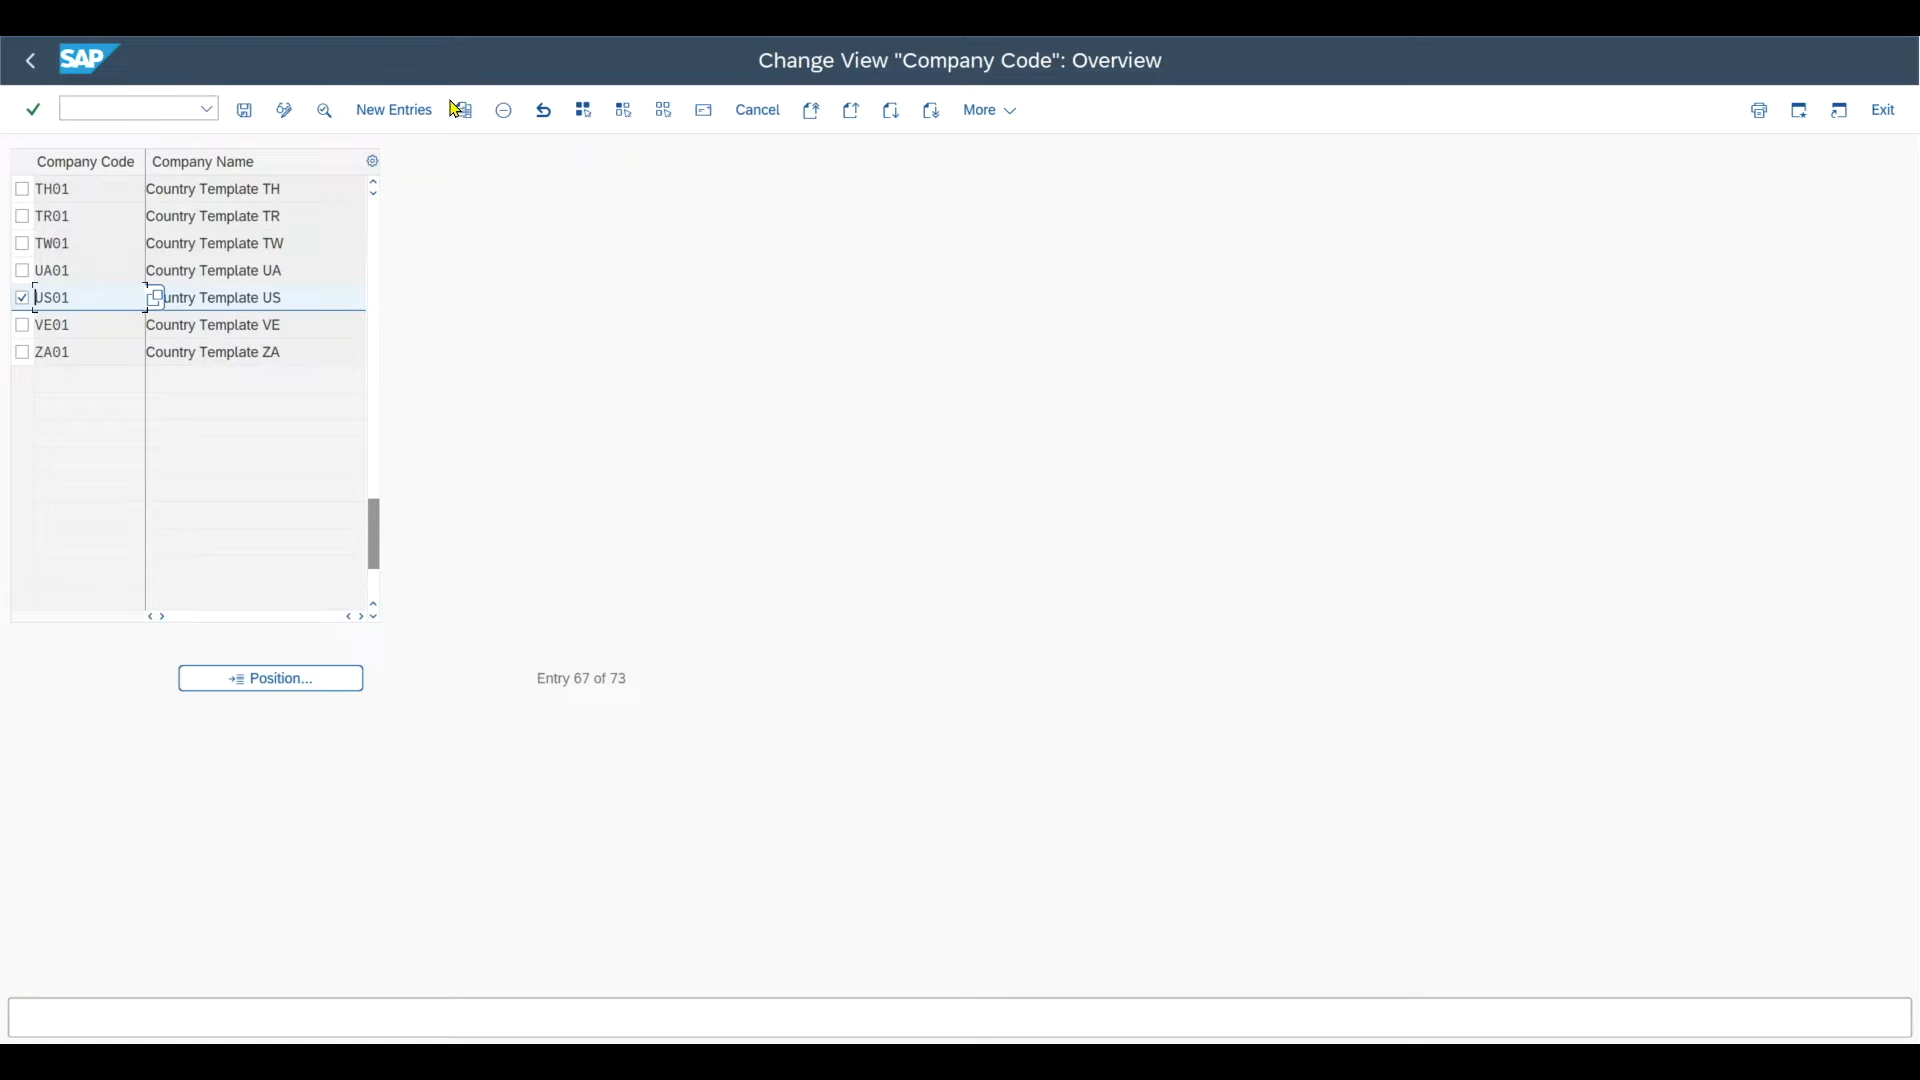 SAP
Change View "Company Code": Overview
New Entries
Cancel
More
Exit
Company Code Company Name
TH01 Country Template TH
TR01 Country Template TR
TW01 Country Template TW
UA01 Country Template UA
US01 untry Template US
VE01 Country Template VE
ZA01 Country Template ZA
Position...
Entry 67 of 73